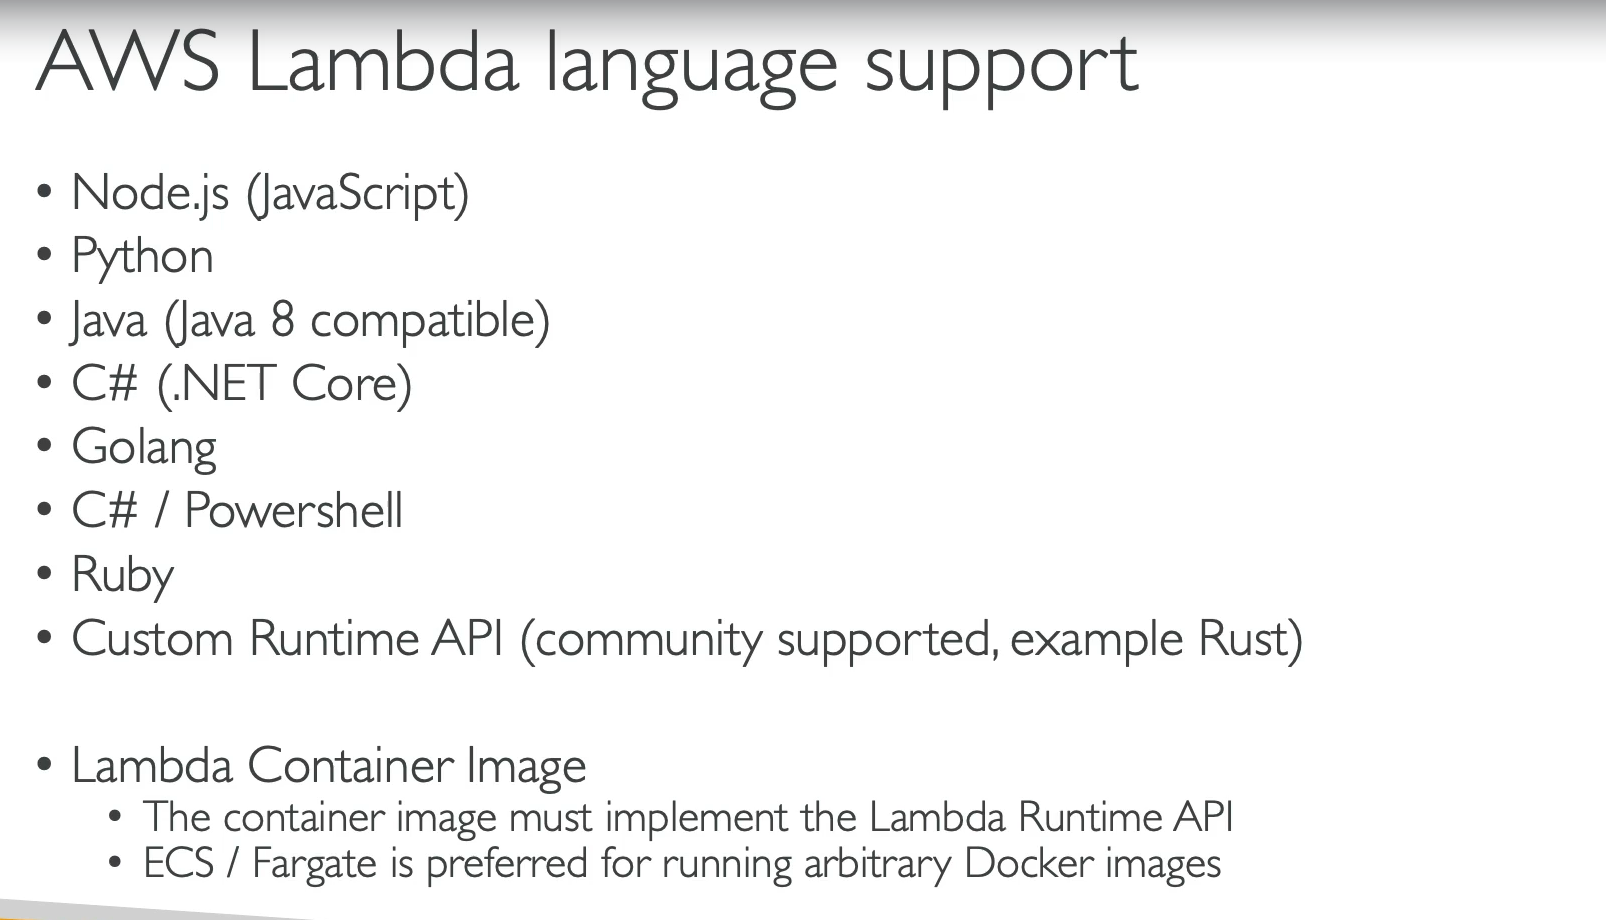 AWS Lambda language support
• Node.js (JavaScript)
• Python
• Java (Java 8 compatible)
• C# (.NET Core)
• Golang
• C# / Powershell
• Ruby
• Custom Runtime API (community supported, example Rust)
• Lambda Container Image
• The container image must implement the Lambda Runtime API
• ECS / Fargate is preferred for running arbitrary Docker images